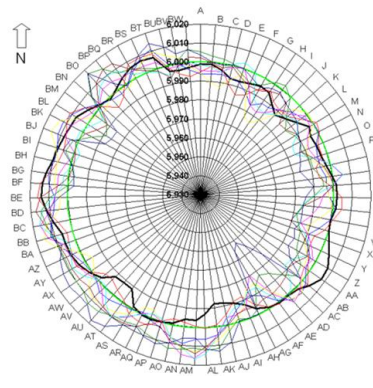 N
6.020
6.010
6.000
5.990
5.980
5.970
5.960
5.950
5.940
5.930
A
B
C
D
E
F
G
H
I
J
K
L
M
N
O
X
Y
Z
AA
AB
AC
AD
AE
AF
AG
AH
AI
AJ
AK
AL
AM
AN
AO
AP
AQ
AR
AS
AT
AU
AV
AW
AX
AY
AZ
BA
BB
BC
BD
BE
BF
BG
BH
BI
BJ
BK
BL
BM
BN
BO
BP
BQ
BR
BS
BT
BU
BV
BW